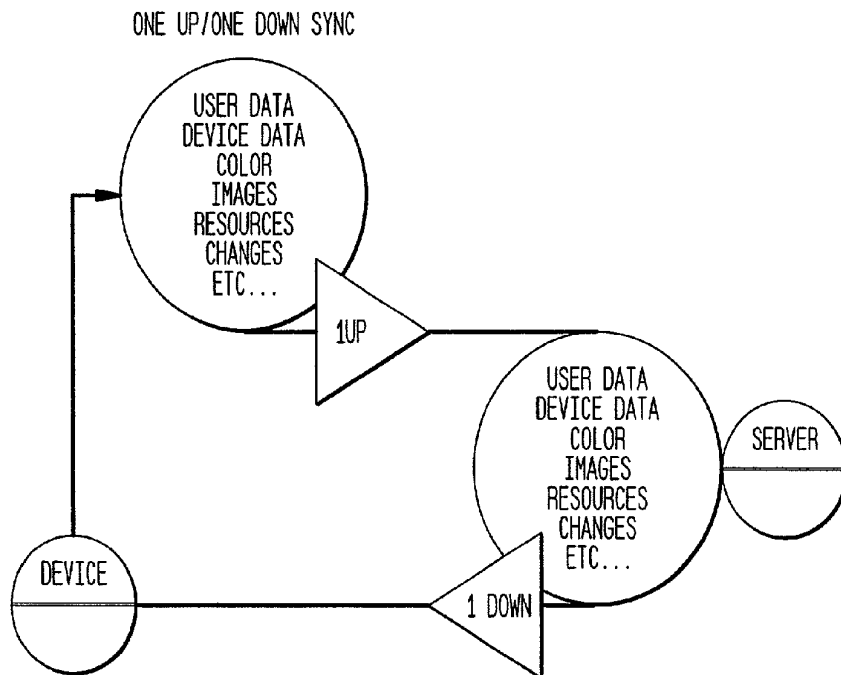 ONE UP/ONE DOWN SYNC
USER DATA
DEVICE DATA
COLOR
IMAGES
RESOURCES
CHANGES
ETC...
1UP
USER DATA
DEVICE DATA
COLOR
IMAGES
RESOURCES
CHANGES
ETC...
SERVER
DEVICE
1 DOWN